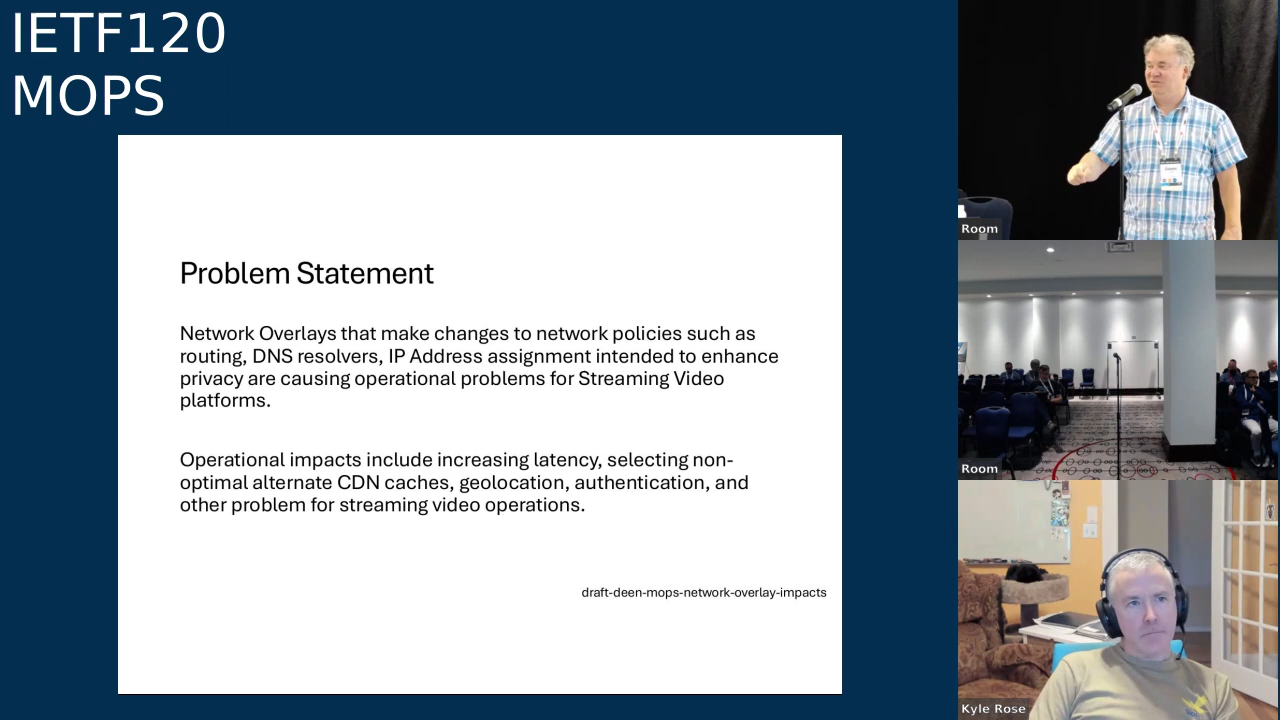 IETF120
MOPS
Problem Statement
Network Overlays that make changes to network policies such as
routing, DNS resolvers, IP Address assignment intended to enhance
privacy are causing operational problems for Streaming Video
platforms.
Operational impacts include increasing latency, selecting non-
optimal alternate CDN caches, geolocation, authentication, and
other problem for streaming video operations.
draft-deen-mops-network-overlay-impacts
Room
Room
Kyle Rose